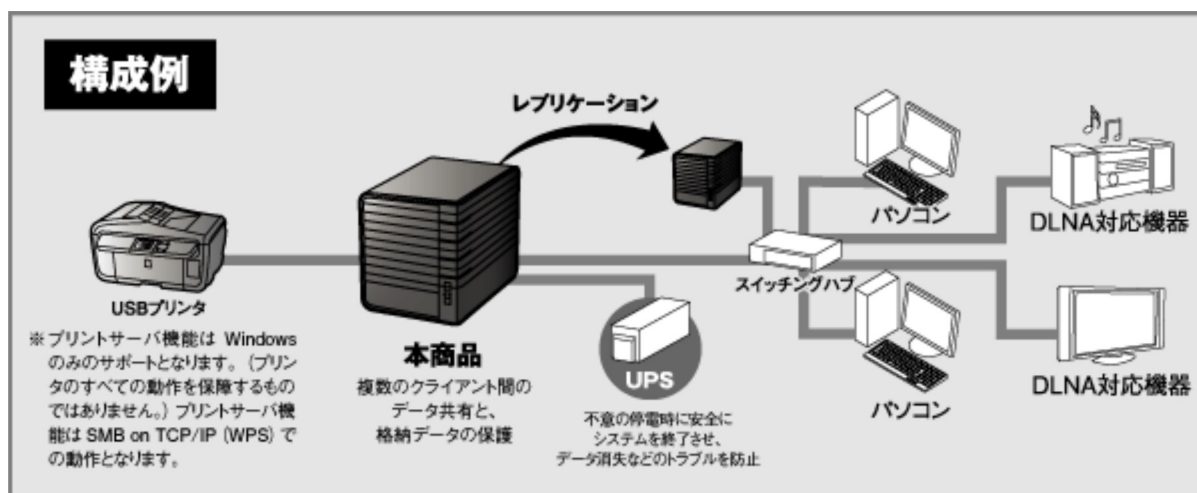 構成例
レプリケーション
パソコン
DLNA対応機器
スイッチングハブ
USBプリンタ
※プリントサーバ機能は Windows
のみのサポートとなります。(プリン
タのすべての動作を保障するもの
ではありません。)プリントサーバ機
能は SMB on TCP/IP (WPS) で
の動作となります。
本商品
複数のクライアント間の
データ共有と、
格納データの保護
UPS
不意の停電時に安全に
システムを終了させ、
データ消失などのトラブルを防止
パソコン
DLNA対応機器